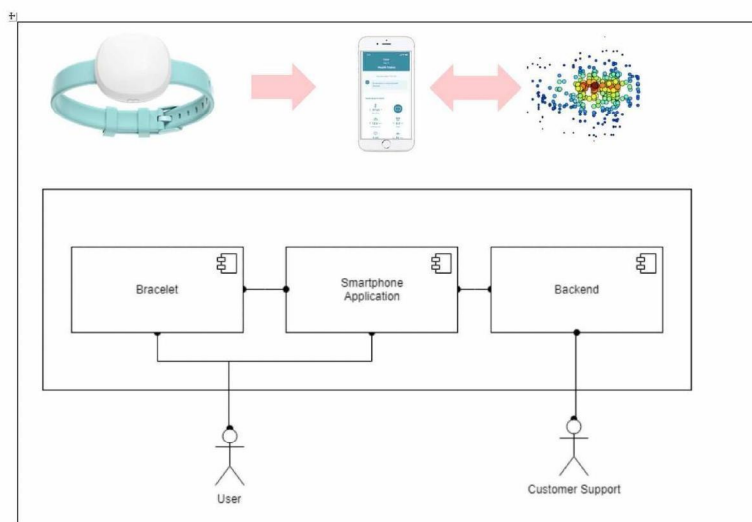 Bracelet
Smartphone
Application
Backend
User
Customer Support